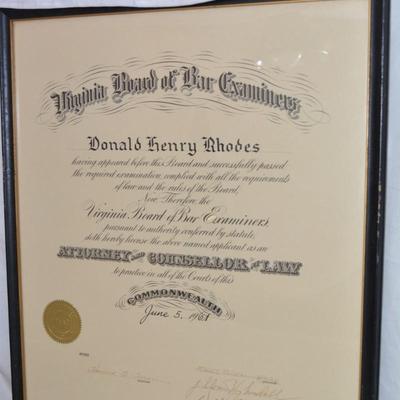 Virginia Board of Bar Examiners
Donald Henry Rhodes
having appeared before this Board and successfully passed
the required examination, complied with all the requirements
of law and the rules of the Board,
Now, Therefore, the
Virginia Board of Bar Examiners,
pursuant to authority conferred by statute,
doth hereby license the above named applicant as an
ATTORNEY AND COUNSELLOR AT LAW
to practice in all of the Courts of this
COMMONWEALTH
June 5, 1961